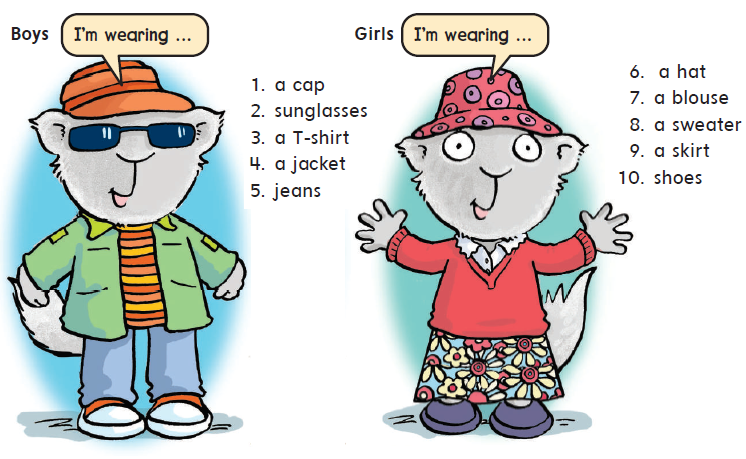 Boys
I'm wearing ...
1. a cap
2. sunglasses
3. a T-shirt
4. a jacket
5. jeans
Girls
I'm wearing ...
6. a hat
7. a blouse
8. a sweater
9. a skirt
10. shoes